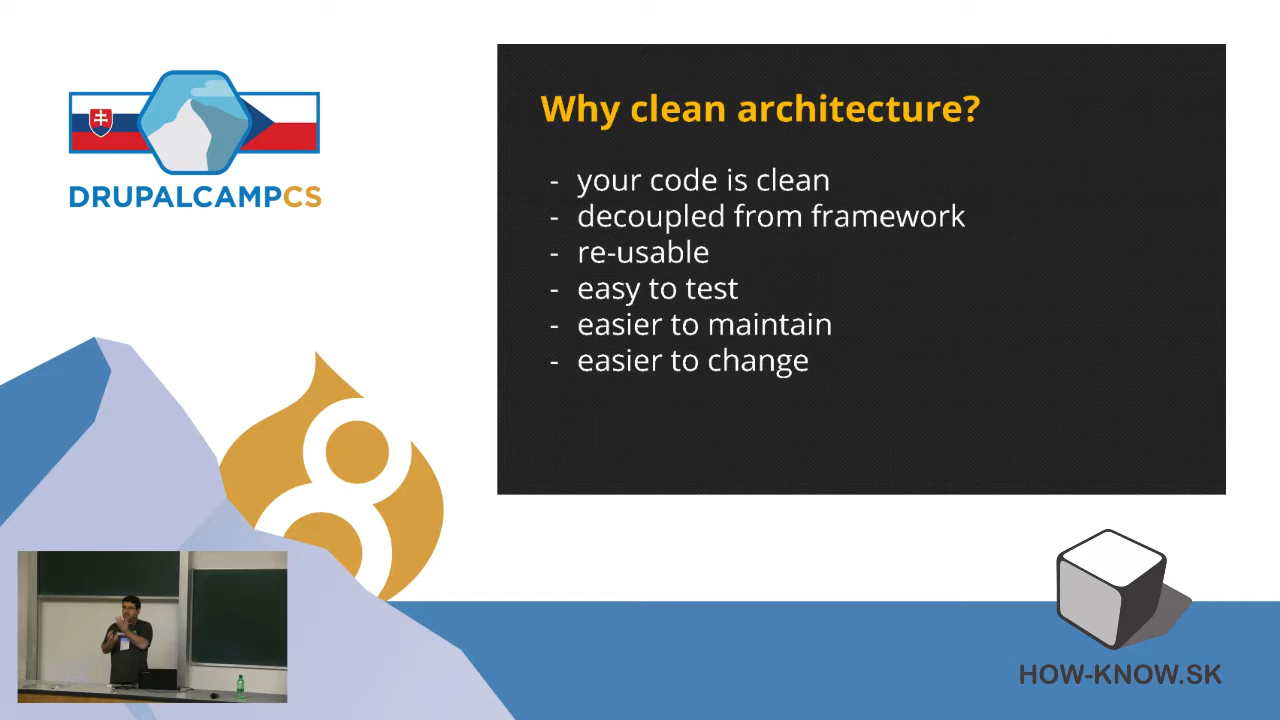 DRUPALCAMPCS
Why clean architecture?
- your code is clean
- decoupled from framework
- re-usable
- easy to test
- easier to maintain
- easier to change
HOW-KNOW.SK